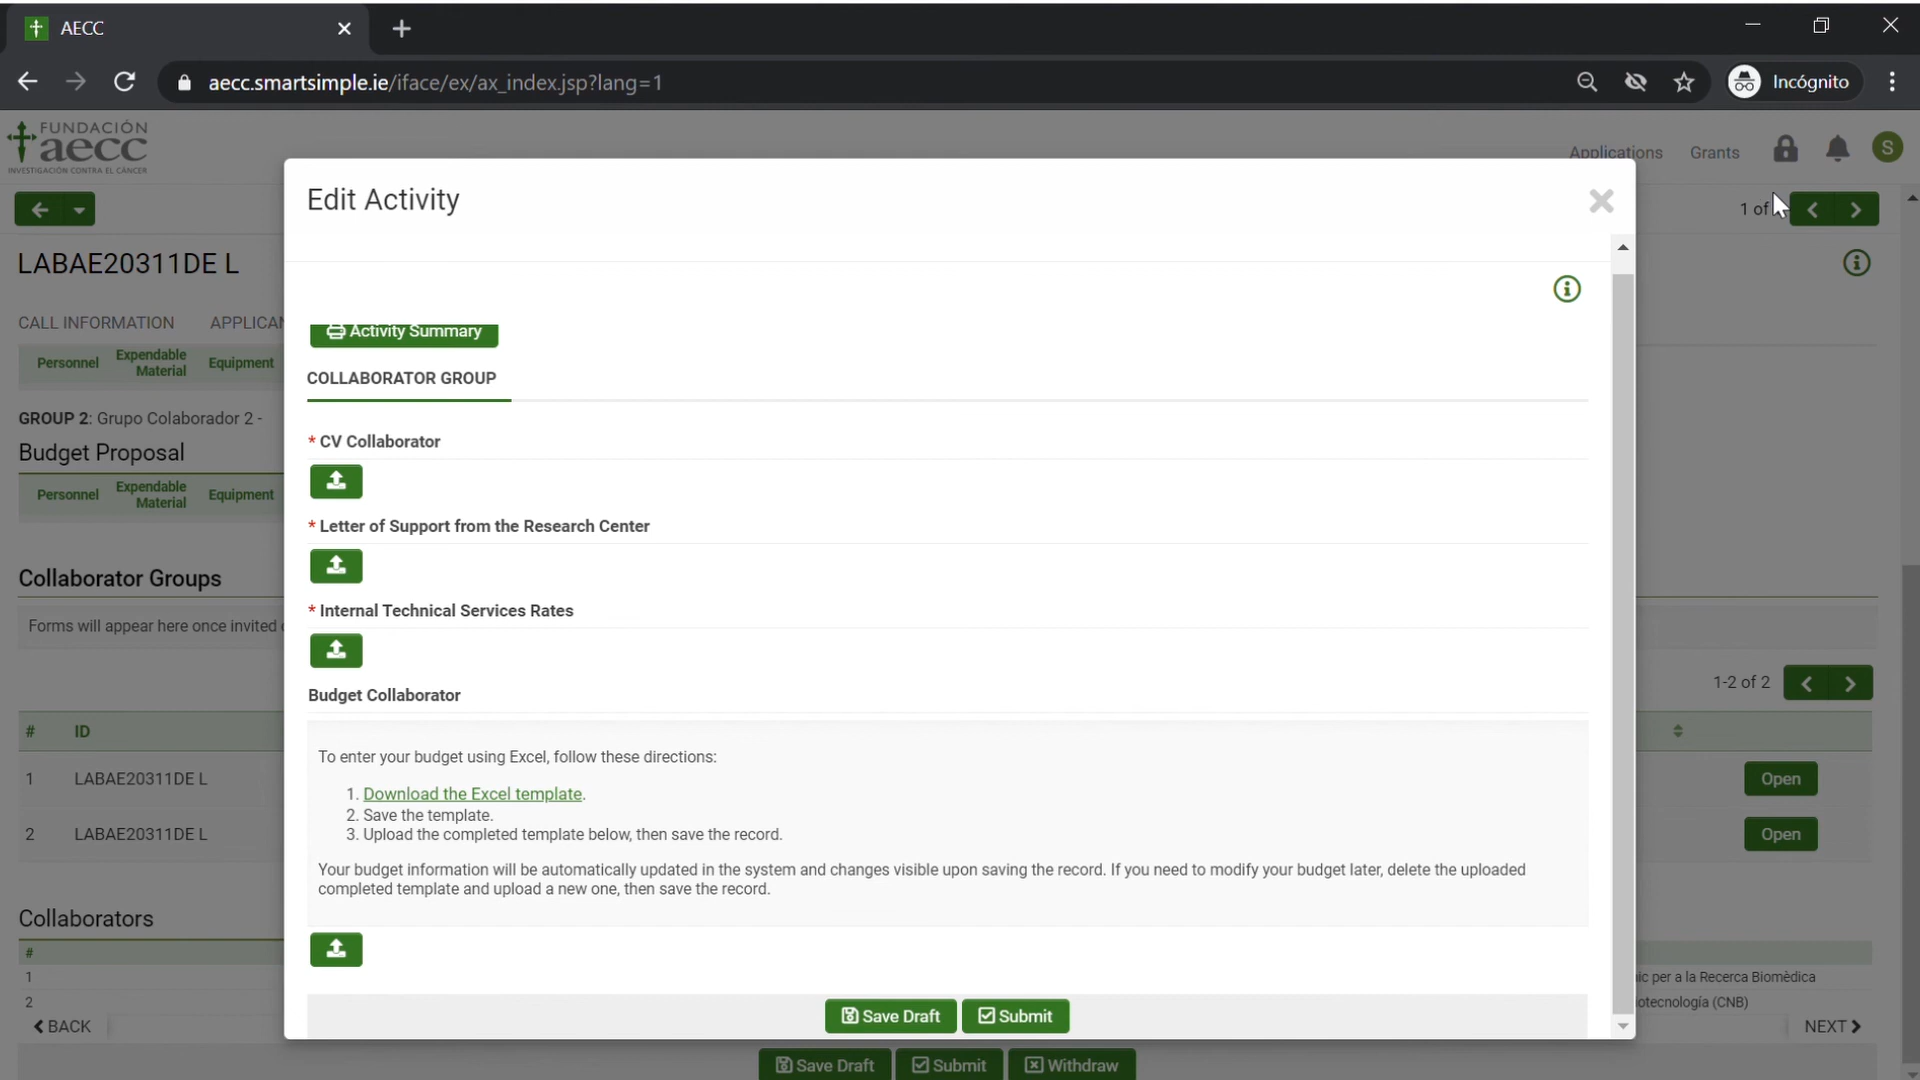 AECC
aecc.smartsimple.ie/iface/ex/ax_index.jsp?lang=1
Incógnito
FUNDACIÓN
aecc
INVESTIGACIÓN CONTRA EL CÁNCER
Applications
Grants
S
Edit Activity
1 of
LABAE20311DE L
CALL INFORMATION
Activity Summary
Personnel
Expendable Material
Equipment
COLLABORATOR GROUP
GROUP 2: Grupo Colaborador 2 -
* CV Collaborator
Budget Proposal
Personnel
Expendable Material
Equipment
* Letter of Support from the Research Center
Collaborator Groups
* Internal Technical Services Rates
Forms will appear here once invited
Budget Collaborator
1-2 of 2
# ID
To enter your budget using Excel, follow these directions:
1 LABAE20311DE L
Open
1. Download the Excel template.
2. Save the template.
3. Upload the completed template below, then save the record.
2 LABAE20311DE L
Open
Your budget information will be automatically updated in the system and changes visible upon saving the record. If you need to modify your budget later, delete the uploaded
completed template and upload a new one, then save the record.
Collaborators
#
1
per a la Recerca Biomèdica
2
(CNB)
BACK
Save Draft
Submit
NEXT
Save Draft
Submit
Withdraw